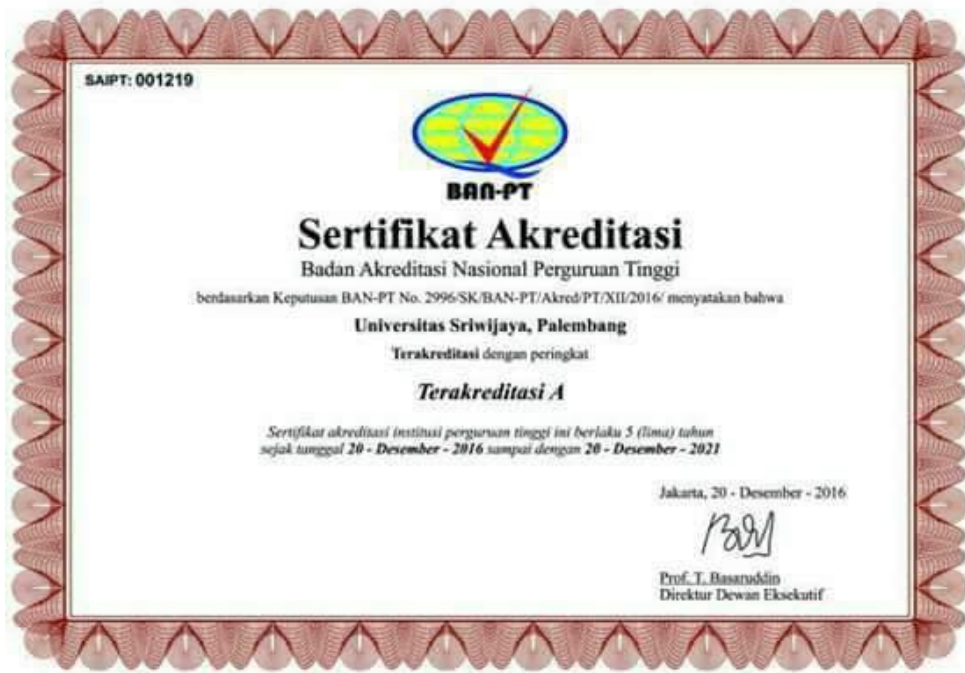 SAIPT: 001219
BAN-PT
Sertifikat Akreditasi
Badan Akreditasi Nasional Perguruan Tinggi
berdasarkan Keputusan BAN-PT No. 2996/SK/BAN-PT/Akred/PT/XII/2016/ menyatakan bahwa
Universitas Sriwijaya, Palembang
Terakreditasi dengan peringkat
Terakreditasi A
Sertifikat akreditasi institusi perguruan tinggi ini berlaku 5 (lima) tahun
sejak tanggal 20 - Desember - 2016 sampai dengan 20 - Desember - 2021
Jakarta, 20 - Desember - 2016
Prof. T. Basaruddin
Direktur Dewan Eksekutif